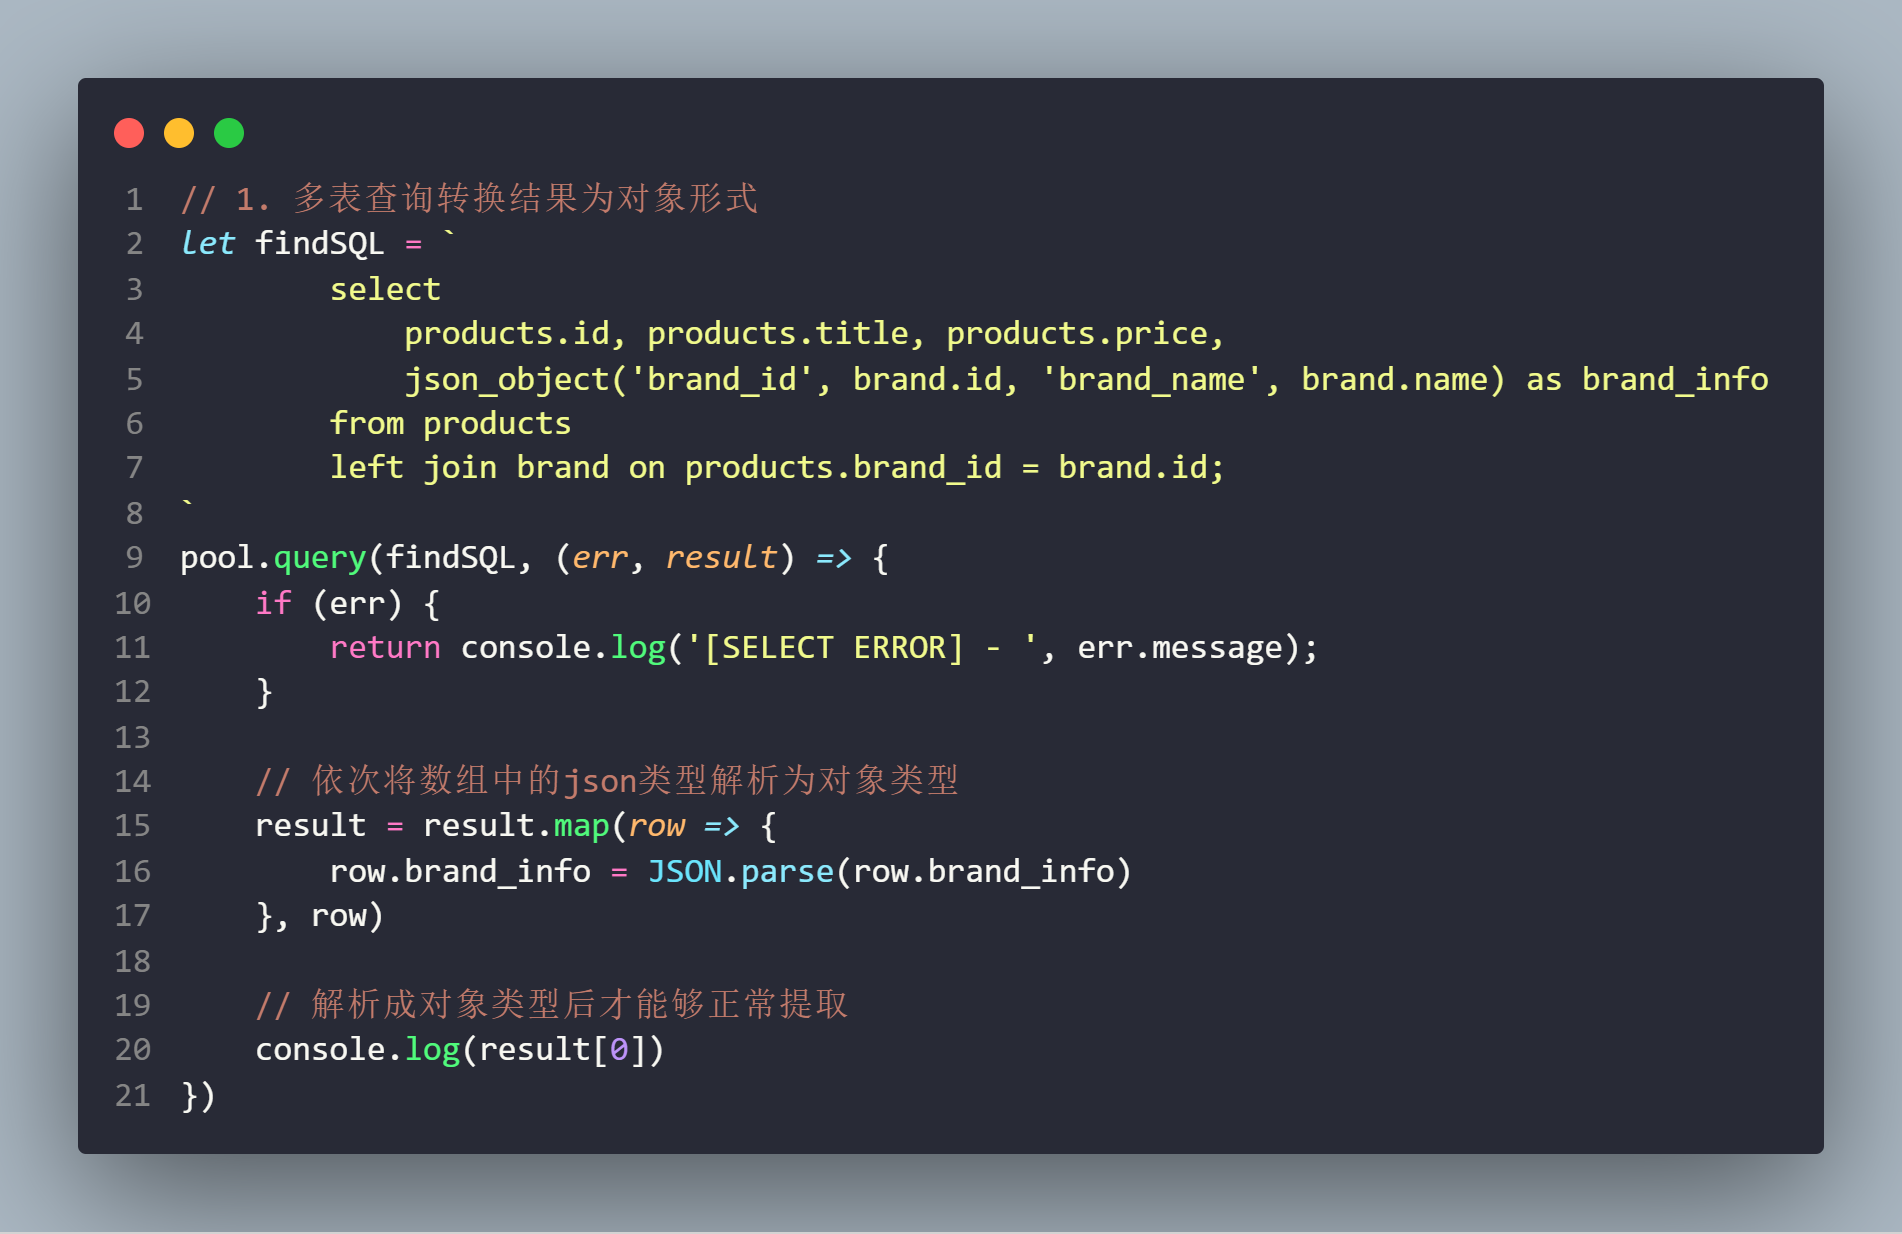 1 // 1. 多表查询转换结果为对象形式
2 let findSQL = `
3         select
4             products.id, products.title, products.price,
5             json_object('brand_id', brand.id, 'brand_name', brand.name) as brand_info
6         from products
7         left join brand on products.brand_id = brand.id;
8 `
9 pool.query(findSQL, (err, result) => {
10     if (err) {
11         return console.log('[SELECT ERROR] - ', err.message);
12     }
13
14     // 依次将数组中的json类型解析为对象类型
15     result = result.map(row => {
16         row.brand_info = JSON.parse(row.brand_info)
17     }, row)
18
19     // 解析成对象类型后才能够正常提取
20     console.log(result[0])
21 })